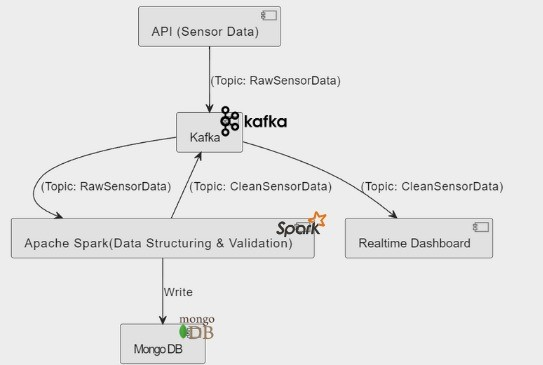 API (Sensor Data)
(Topic: RawSensorData)
kafka
Kafka
(Topic: RawSensorData)
(Topic: CleanSensorData)
(Topic: CleanSensorData)
Spark
Apache Spark(Data Structuring & Validation)
Realtime Dashboard
Write
mongo
DB
Mongo DB